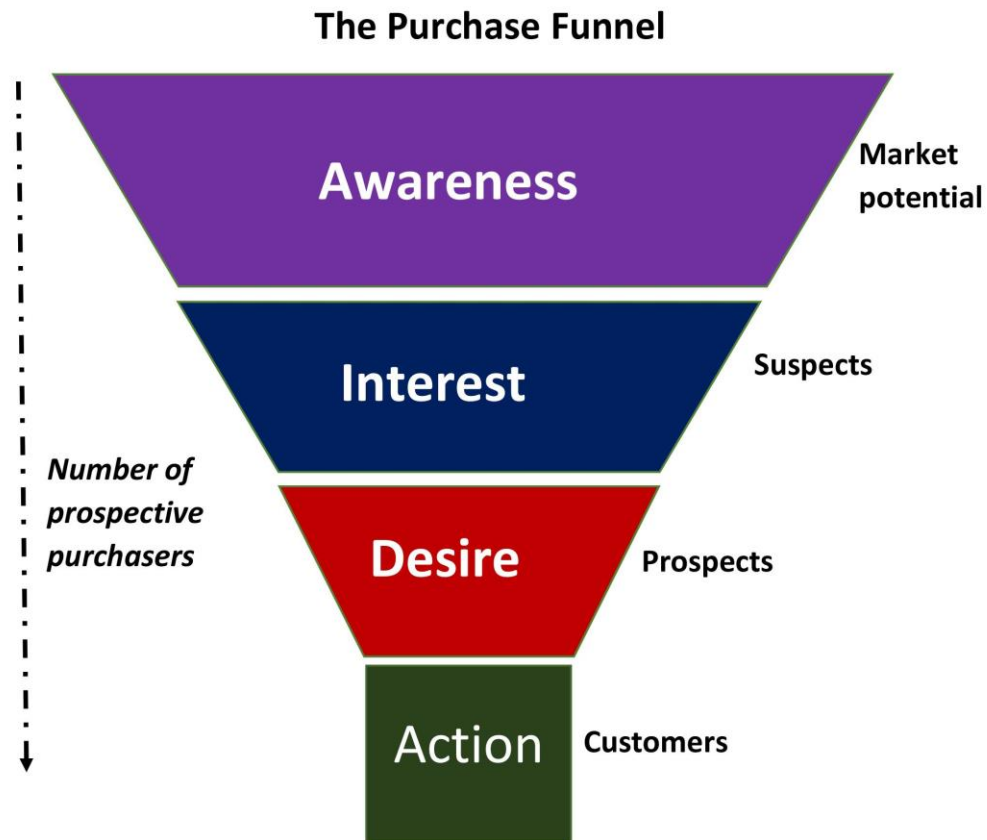 The Purchase Funnel
Awareness
Market
potential
Interest
Suspects
Number of
prospective
purchasers
Desire
Prospects
Action
Customers